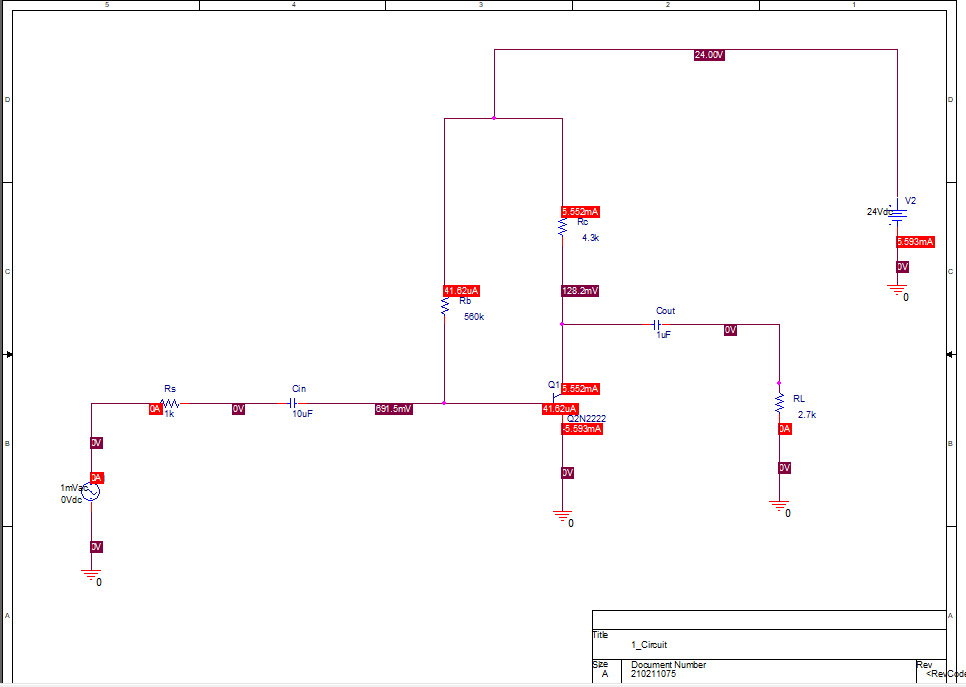 5 4 3 2 1
24.00V
D D
V2
24Vdc
5.552mA
Rc
4.3k
5.593mA
0V
C C
0
41.62uA
128.2mV
Rb
560k
Cout
1uF
0V
Rs
Cin
Q1
5.552mA
RL
0A
1k
0V
10uF
691.5mV
41.62uA
2.7k
Q2N2222
-5.593mA
0A
B B
0V
0V
0V
0A
1mVac
0Vdc
0
0
0V
0
A A
Title
1_Circuit
Size
Document Number
Rev
A
210211075
<RevCode